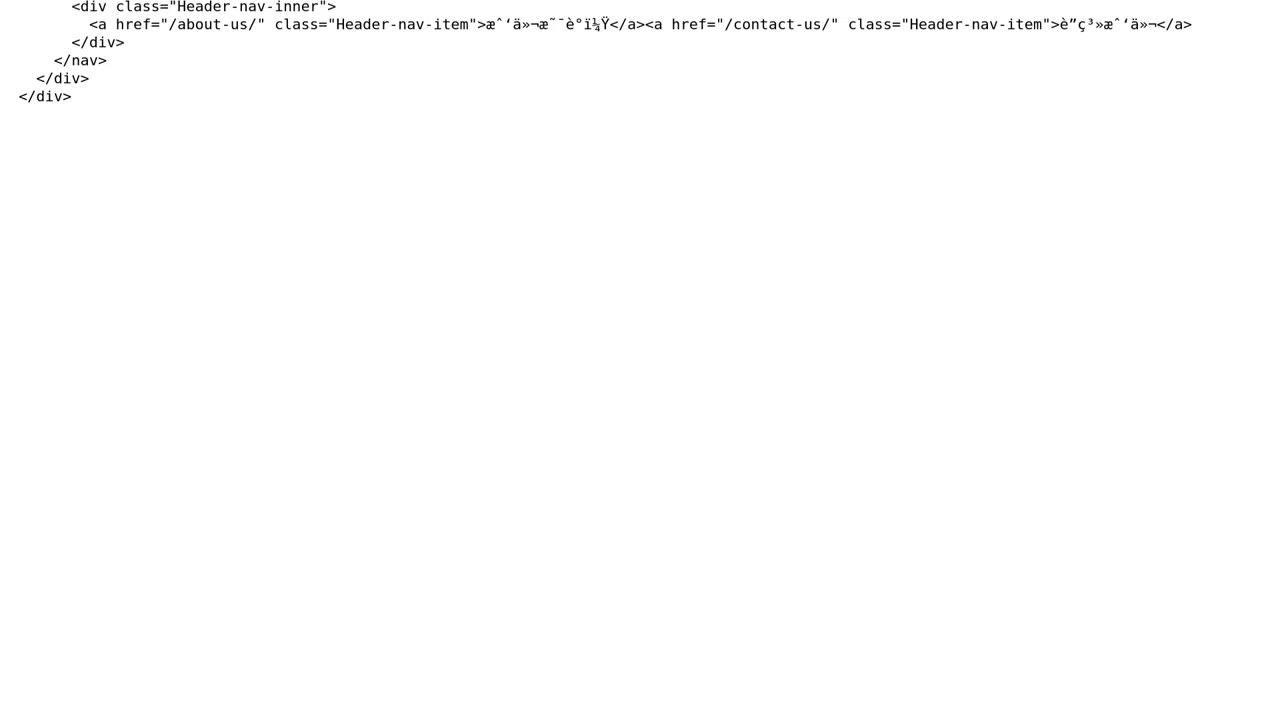 <div class="Header-nav-inner">
<a href="/about-us/" class="Header-nav-item">æˆ‘ä»¬æ˜¯è°ï¼Ÿ</a><a href="/contact-us/" class="Header-nav-item">è”ç³»æˆ‘ä»¬</a>
</div>
</nav>
</div>
</div>